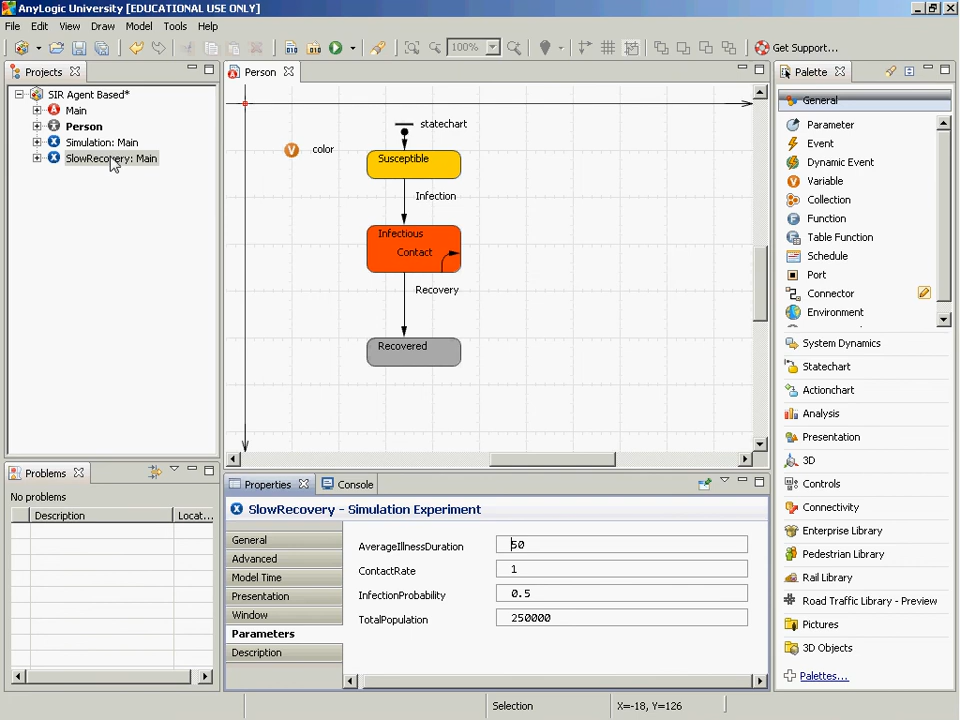 AnyLogic University [EDUCATIONAL USE ONLY]
File Edit View Draw Model Tools Help
100% Get Support...
Projects
SIR Agent Based*
Main
Person
Simulation: Main
SlowRecovery: Main
Problems
No problems
Description Locat...
Person
statechart
color
Susceptible
Infection
Infectious
Contact
Recovery
Recovered
Properties Console
SlowRecovery - Simulation Experiment
General
Advanced
Model Time
Presentation
Window
Parameters
Description
AverageIllnessDuration 50
ContactRate 1
InfectionProbability 0.5
TotalPopulation 250000
Palette
General
Parameter
Event
Dynamic Event
Variable
Collection
Function
Table Function
Schedule
Port
Connector
Environment
System Dynamics
Statechart
Actionchart
Analysis
Presentation
3D
Controls
Connectivity
Enterprise Library
Pedestrian Library
Rail Library
Road Traffic Library - Preview
Pictures
3D Objects
Palettes...
Selection X=-18, Y=126